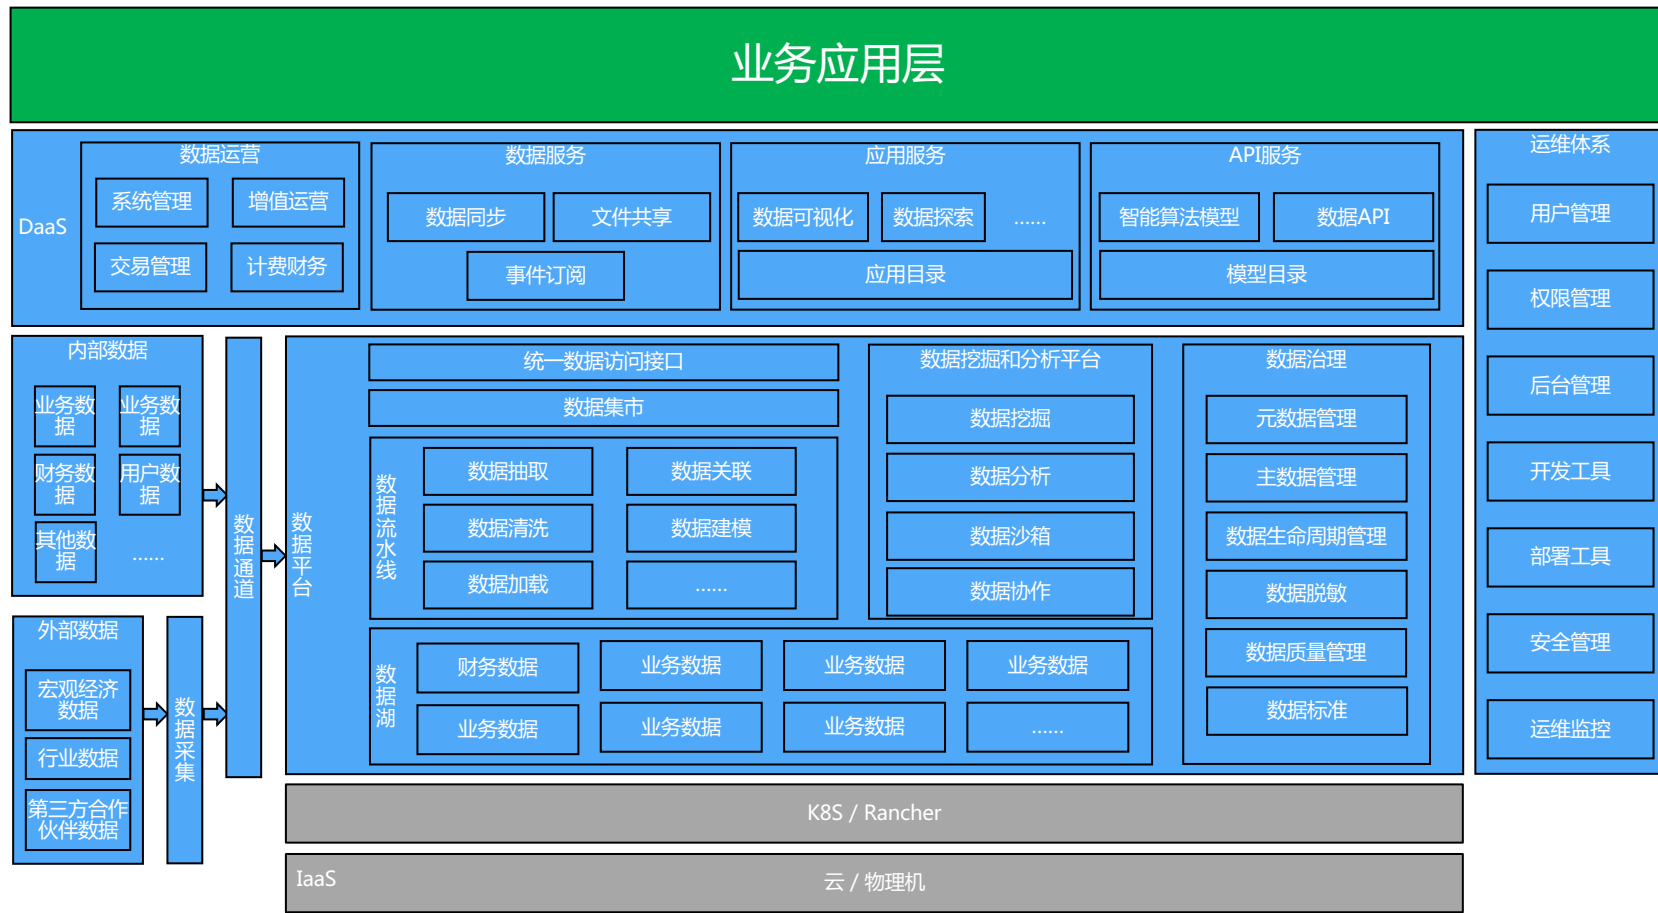 业务应用层
DaaS
数据运营
系统管理
增值运营
交易管理
计费财务
数据服务
数据同步
文件共享
事件订阅
应用服务
数据可视化
数据探索
……
应用目录
API服务
智能算法模型
数据API
模型目录
运维体系
用户管理
权限管理
后台管理
开发工具
部署工具
安全管理
运维监控
内部数据
业务数
据
业务数
据
财务数
据
用户数
据
其他数
据
……
外部数据
宏观经济
数据
行业数据
第三方合作
伙伴数据
数据采集
数据通道
数据平台
统一数据访问接口
数据集市
数据流水线
数据抽取
数据关联
数据清洗
数据建模
数据加载
……
数据挖掘和分析平台
数据挖掘
数据分析
数据沙箱
数据协作
数据湖
财务数据
业务数据
业务数据
业务数据
业务数据
业务数据
业务数据
……
数据治理
元数据管理
主数据管理
数据生命周期管理
数据脱敏
数据质量管理
数据标准
K8S / Rancher
IaaS
云 / 物理机